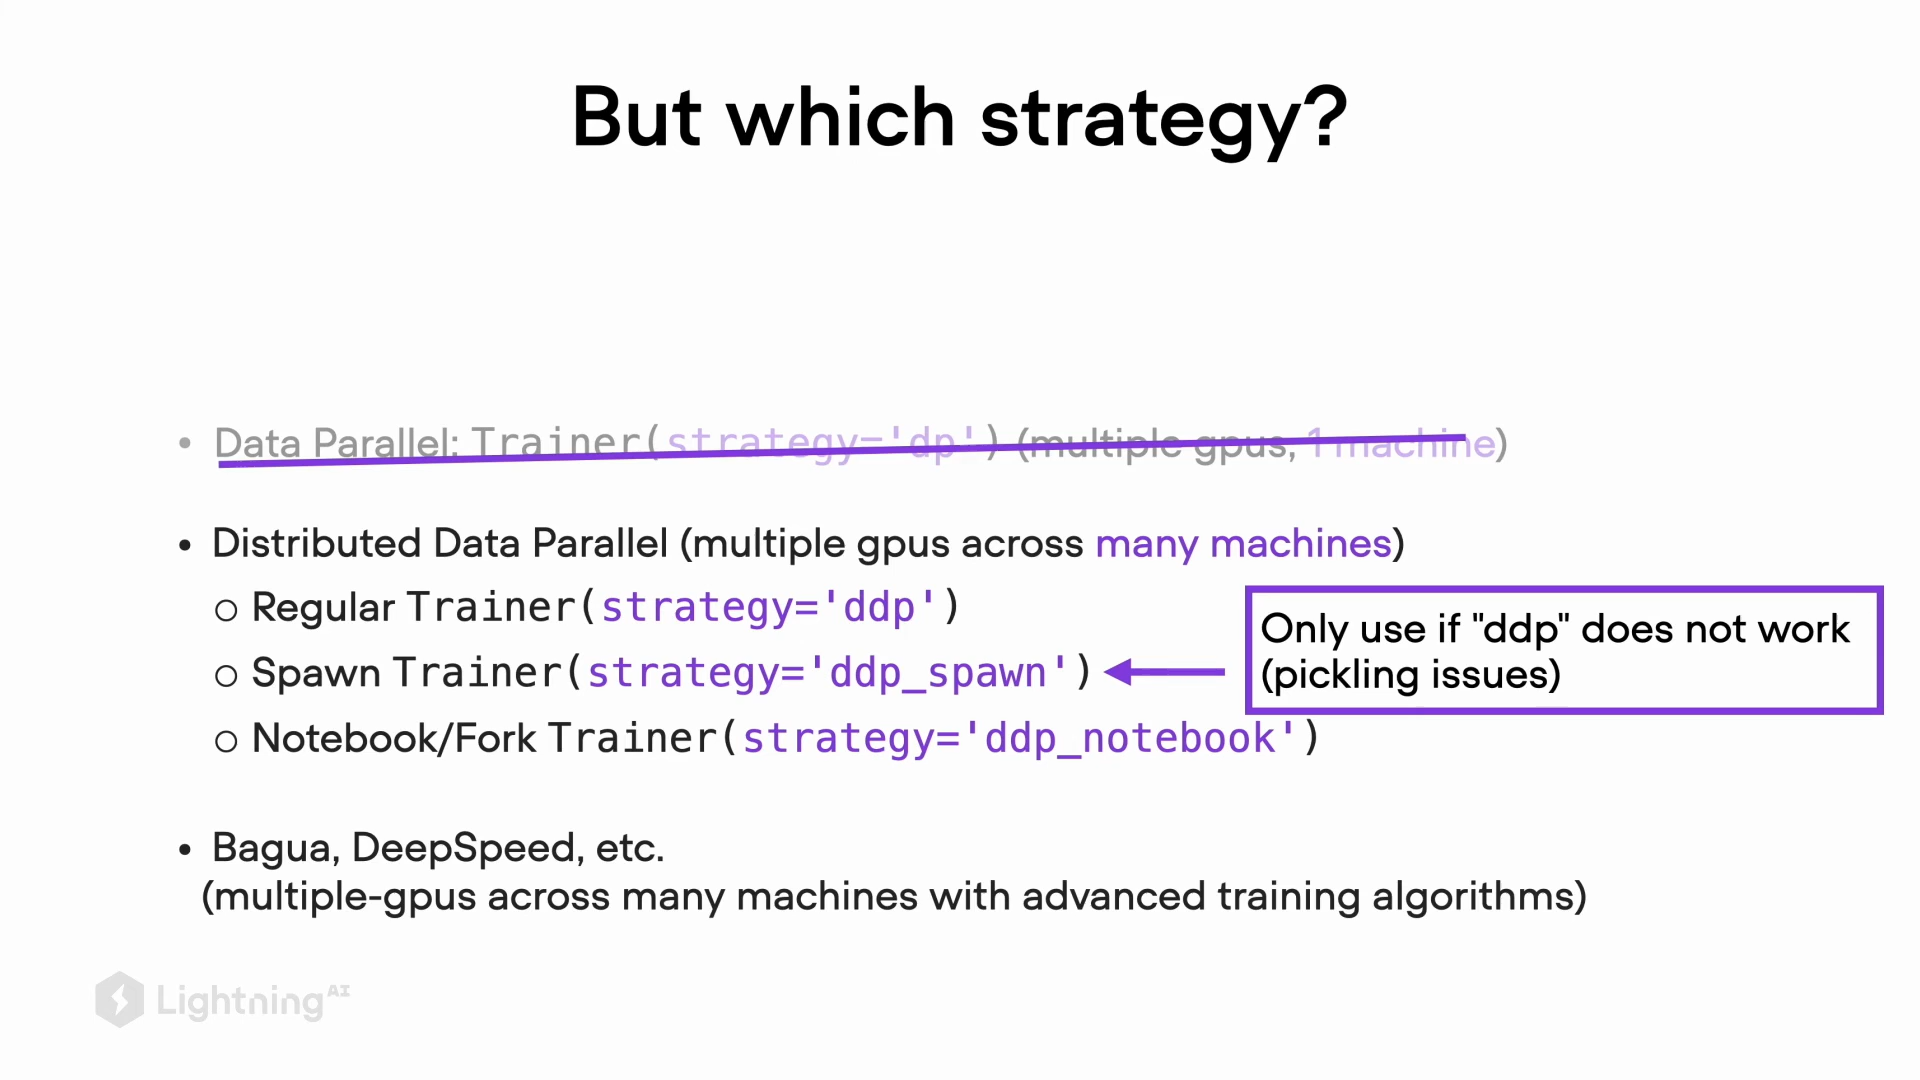 But which strategy?
• Data Parallel: Trainer(strategy='dp') (multiple gpus, 1 machine)
• Distributed Data Parallel (multiple gpus across many machines)
○ Regular Trainer(strategy='ddp')
○ Spawn Trainer(strategy='ddp_spawn')
Only use if "ddp" does not work
(pickling issues)
○ Notebook/Fork Trainer(strategy='ddp_notebook')
• Bagua, DeepSpeed, etc.
(multiple-gpus across many machines with advanced training algorithms)
Lightning AI